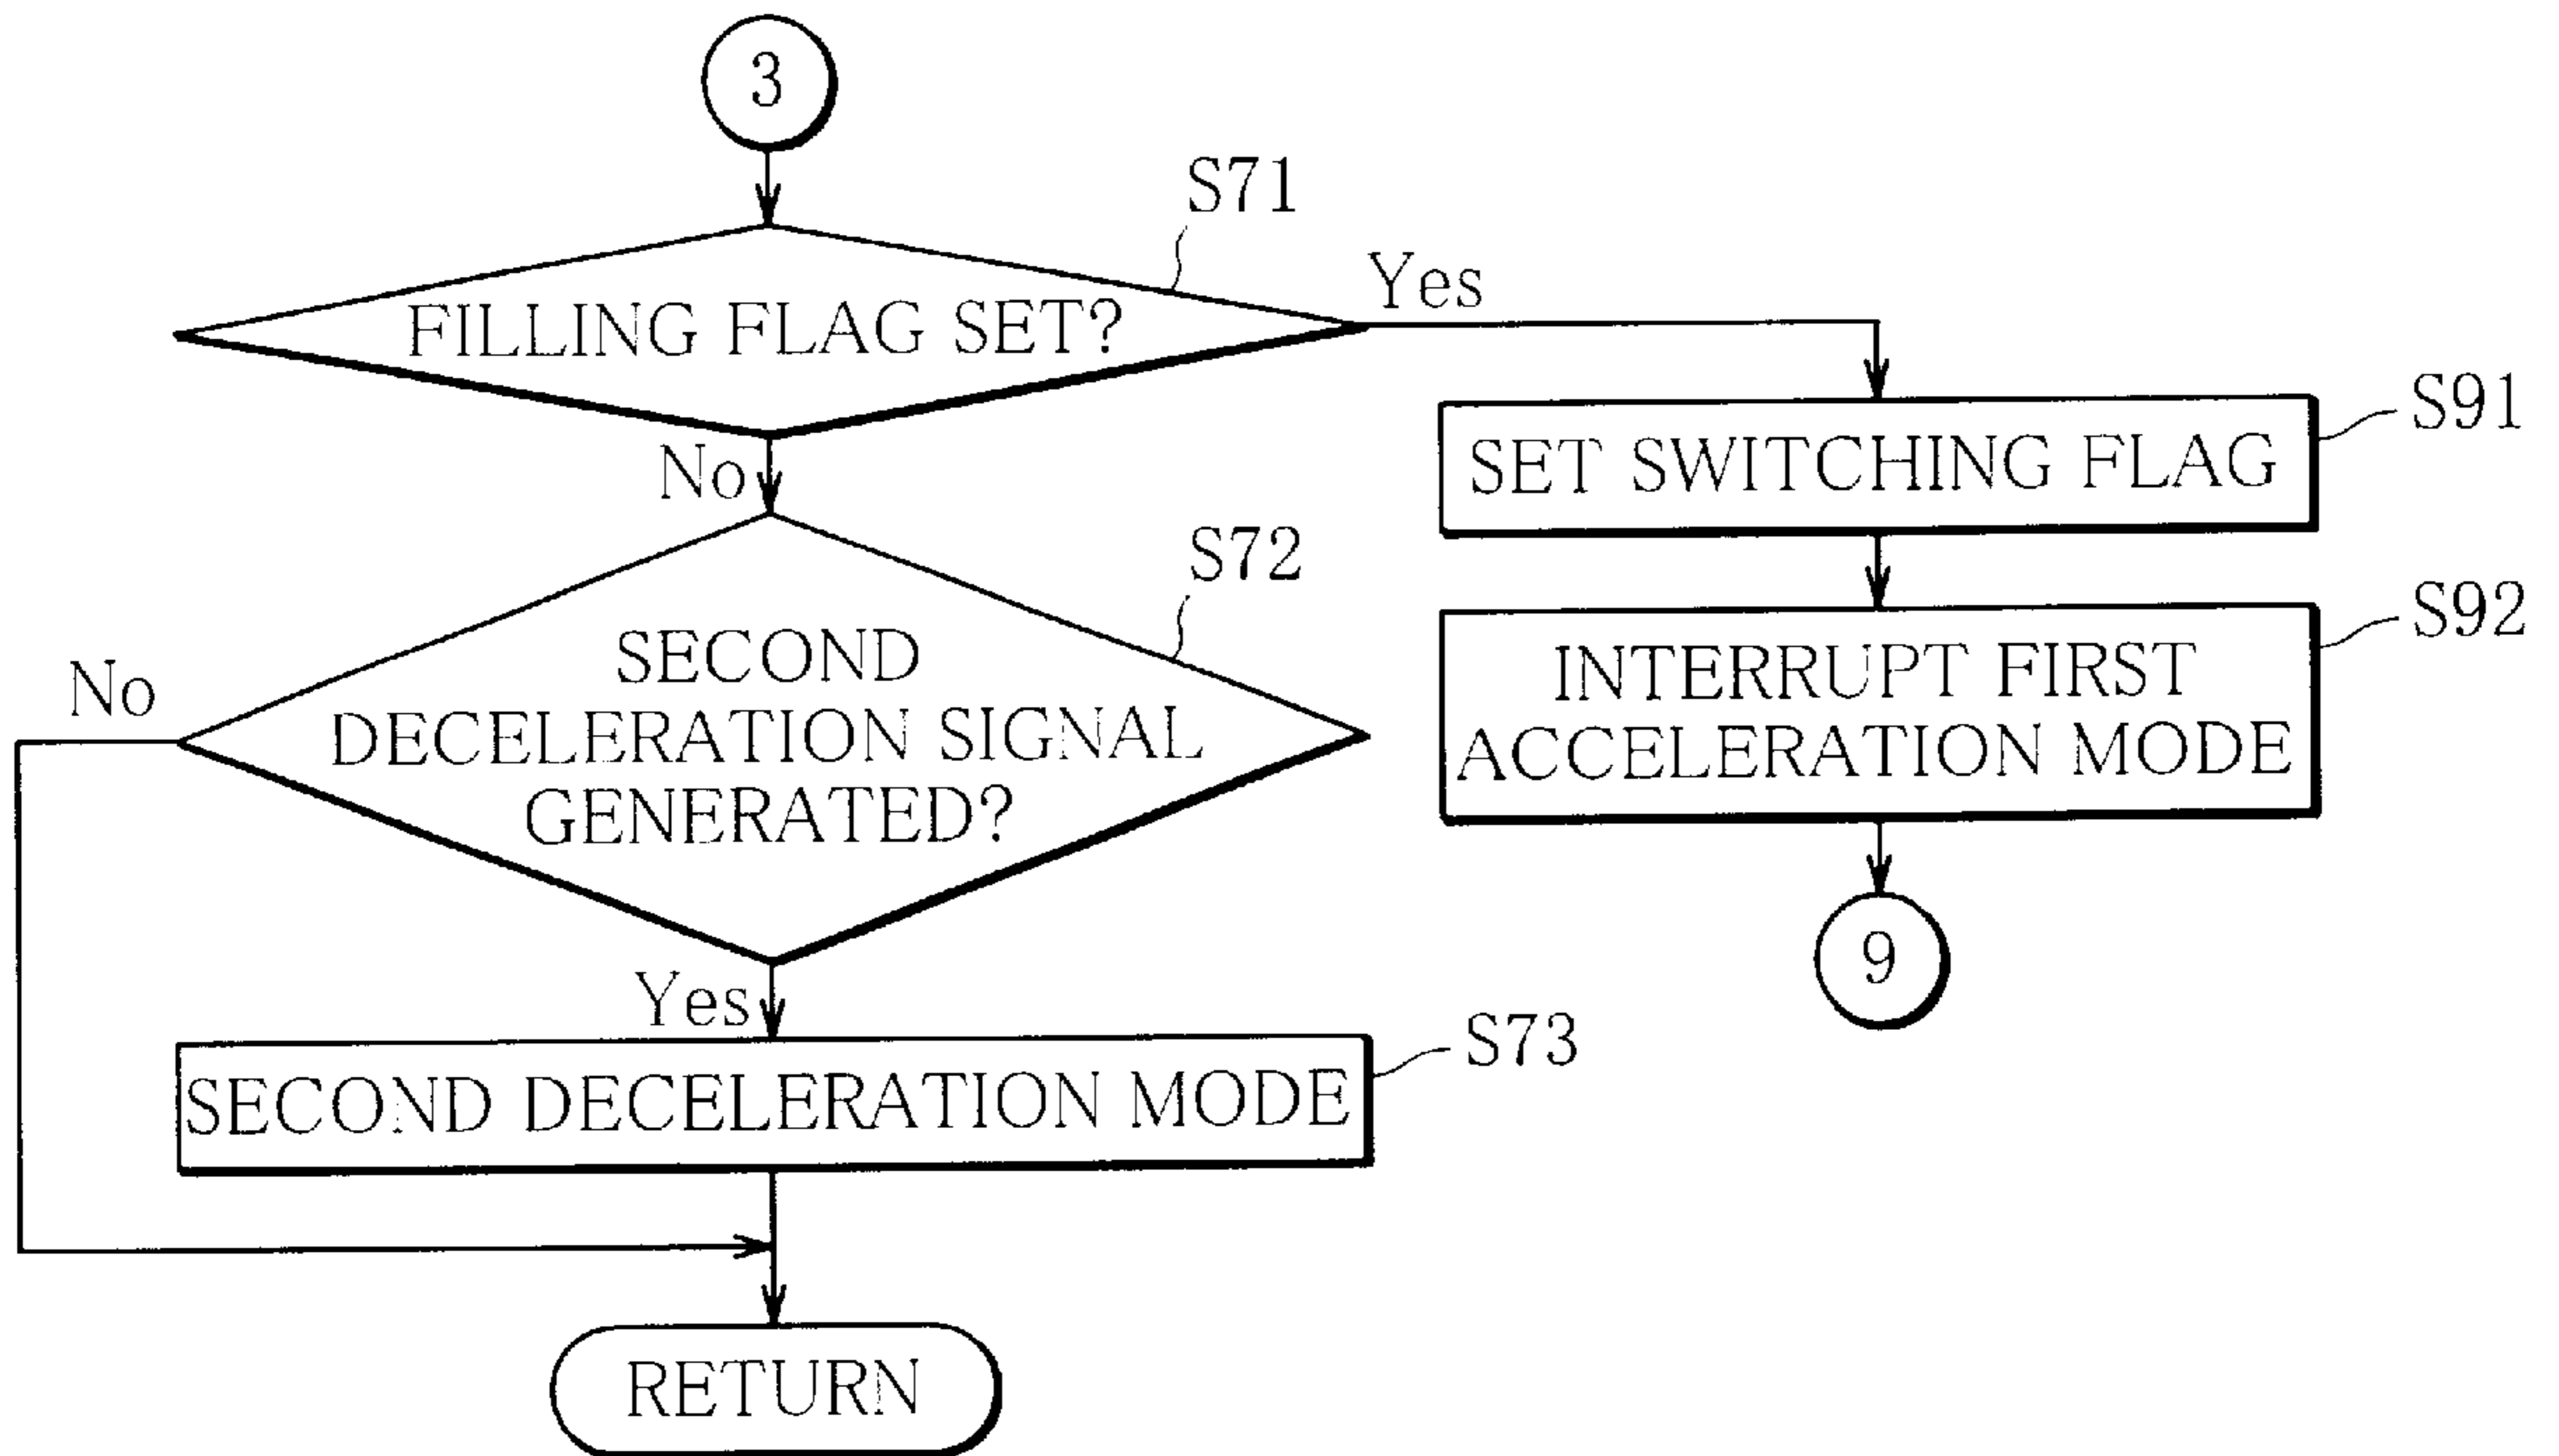 3
S71
FILLING FLAG SET?
Yes
No
S91
SET SWITCHING FLAG
S72
SECOND
DECELERATION SIGNAL
GENERATED?
No
Yes
S92
INTERRUPT FIRST
ACCELERATION MODE
9
S73
SECOND DECELERATION MODE
RETURN